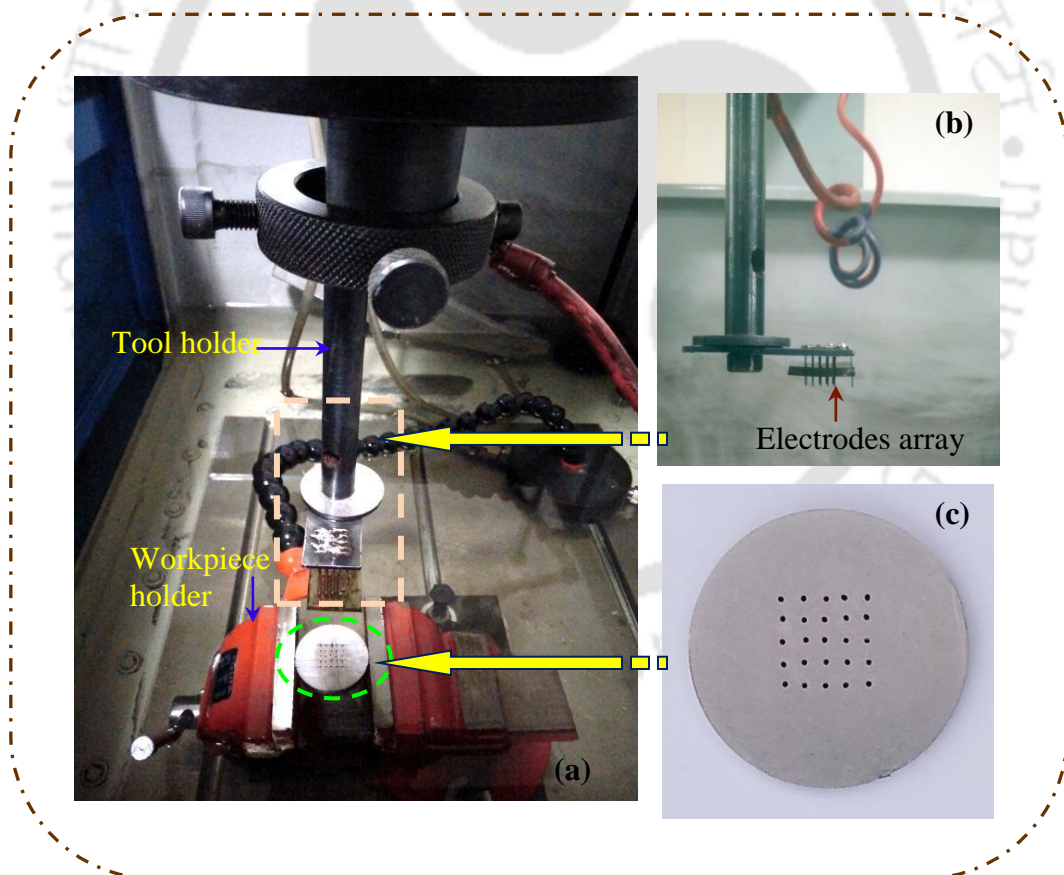 (b)
Tool holder
Electrodes array
(c)
Workpiece
holder
(a)